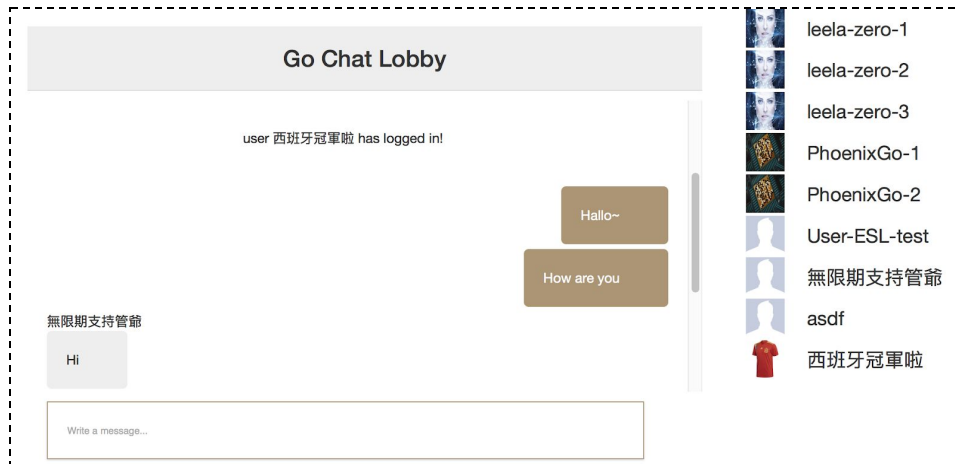 Go Chat Lobby
user 西班牙冠軍啦 has logged in!
Hallo~
How are you
無限期支持管爺
Hi
Write a message...
leela-zero-1
leela-zero-2
leela-zero-3
PhoenixGo-1
PhoenixGo-2
User-ESL-test
無限期支持管爺
asdf
西班牙冠軍啦